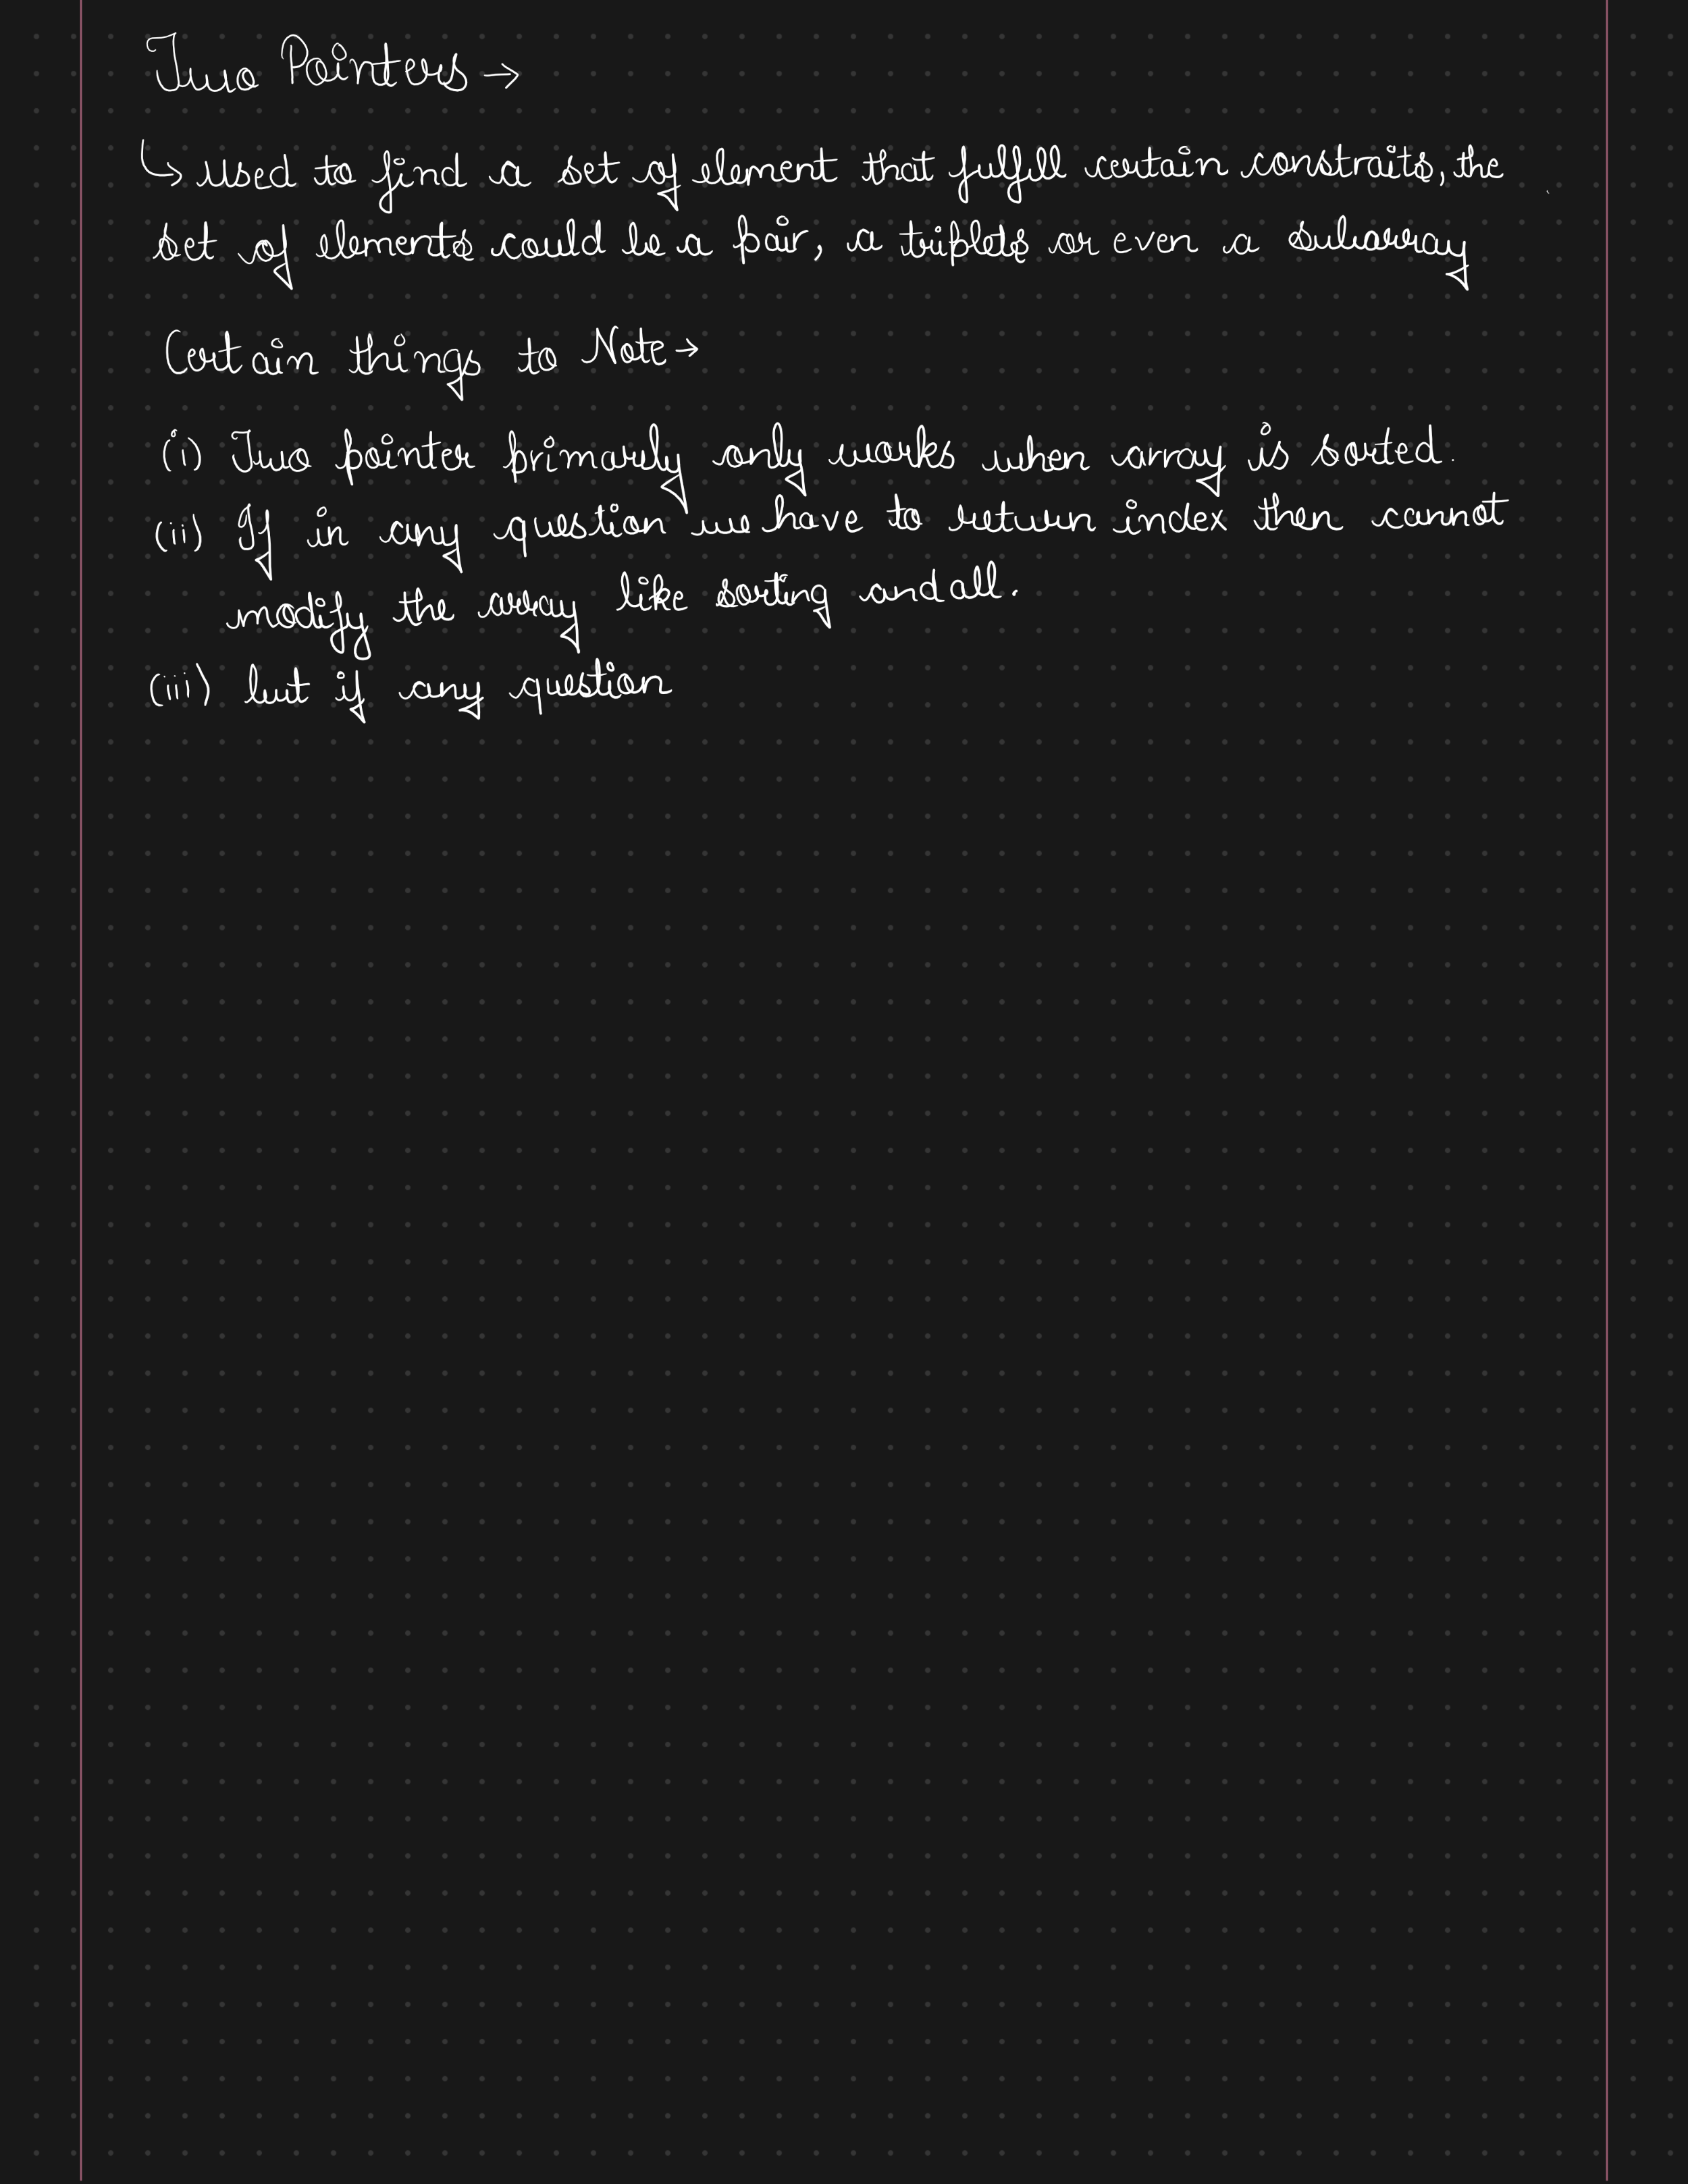 Two Pointers →
↳ used to find a set of element that fulfill certain constraits, the
set of elements could be a pair, a triplets or even a subarray
Certain things to Note →
(i) Two pointer primarily only works when array is sorted.
(ii) If in any question we have to return index then cannot
modify the array like sorting and all.
(iii) but if any question